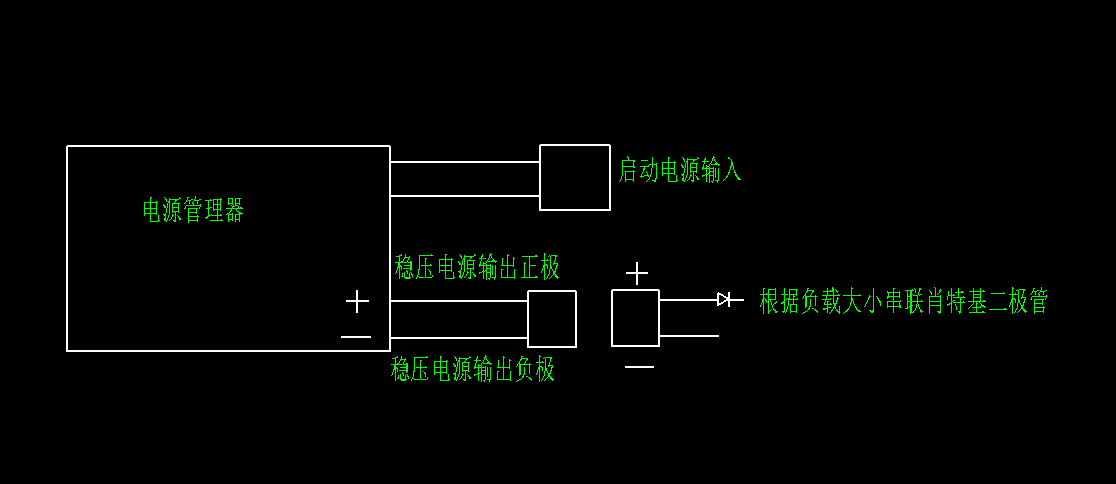 启动电源输入
电源管理器
稳压电源输出正极
+
+
根据负载大小串联肖特基二极管
—
稳压电源输出负极
—